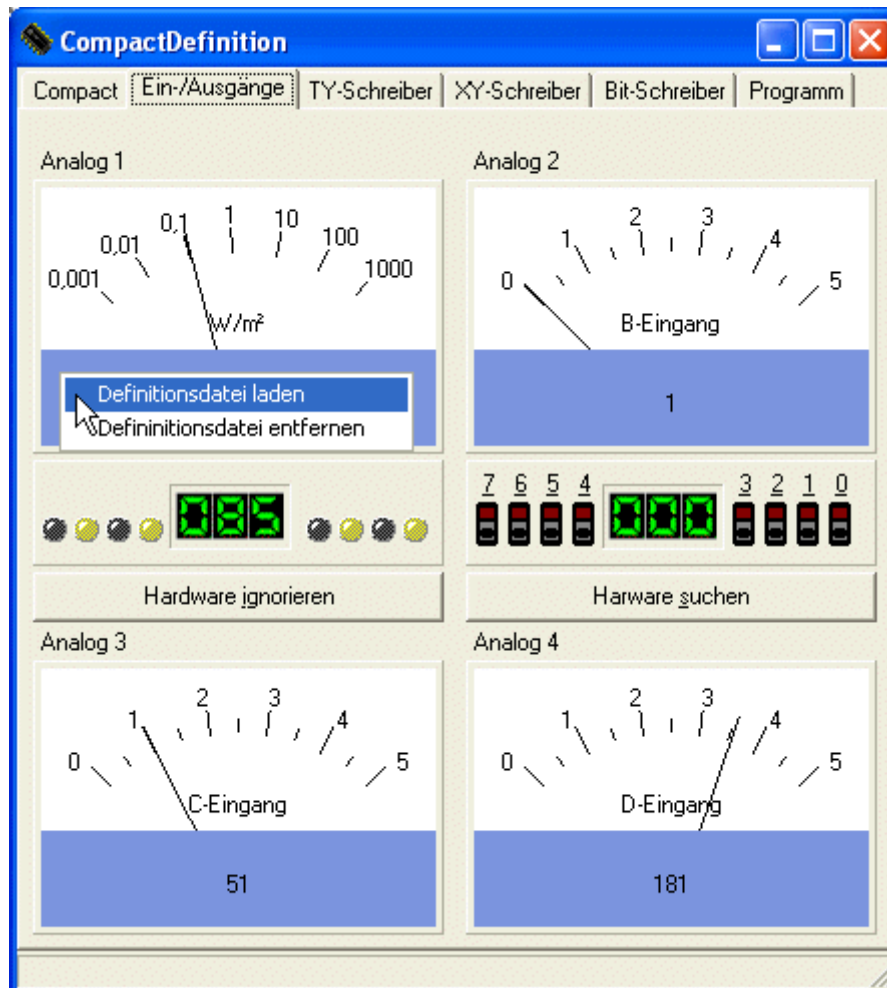 CompactDefinition
Compact Ein-/Ausgänge TY-Schreiber XY-Schreiber Bit-Schreiber Programm
Analog 1
0,001 0,01 0,1 1 10 100 1000
W/m²
Definitionsdatei laden
Defininitionsdatei entfernen
Analog 2
0 1 2 3 4 5
B-Eingang
1
085
7 6 5 4 000 3 2 1 0
Hardware ignorieren
Harware suchen
Analog 3
0 1 2 3 4 5
C-Eingang
51
Analog 4
0 1 2 3 4 5
D-Eingang
181